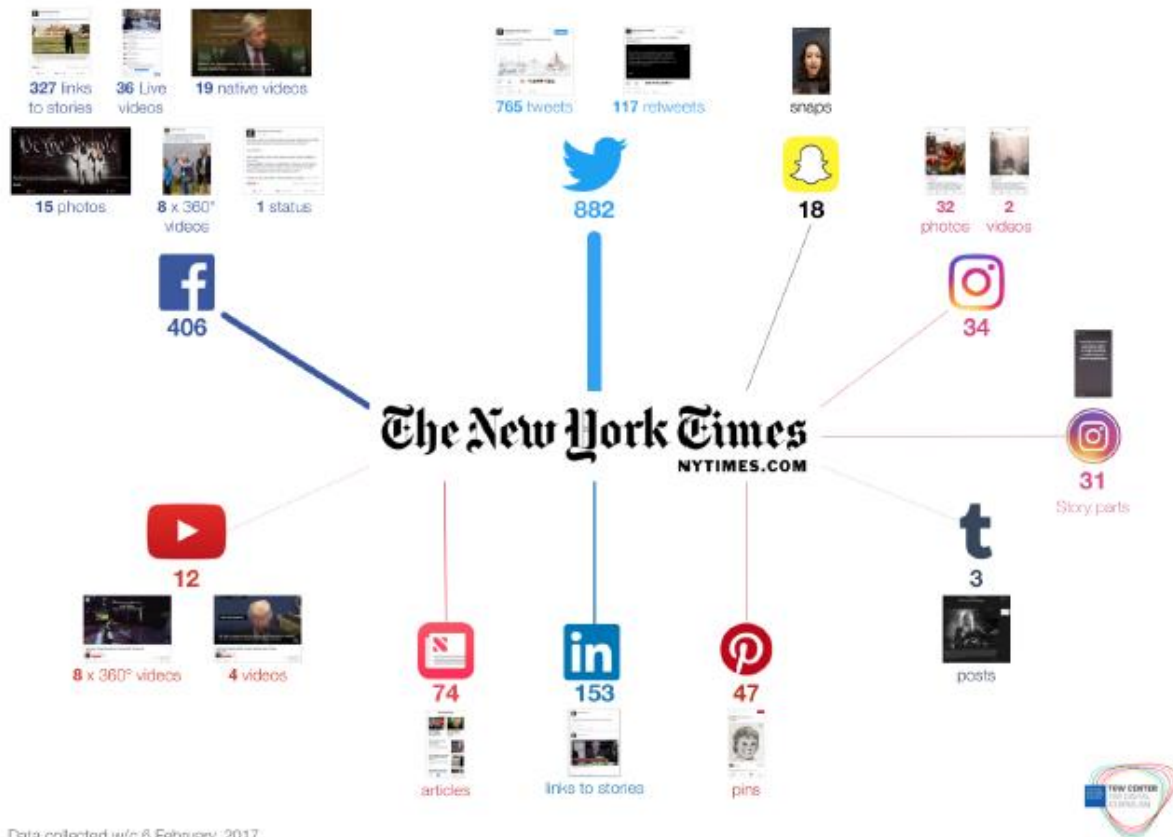 327 links
to stories
36 Live
videos
19 native videos
15 photos
8 x 360°
videos
1 status
406
765 tweets
117 retweets
882
snaps
18
32
photos
2
videos
34
31
Story parts
The New York Times
NYTIMES.COM
12
8 x 360° videos
4 videos
74
articles
in
153
links to stories
47
pins
t
3
posts
TOW CENTER
Data collected w/c 6 February, 2017